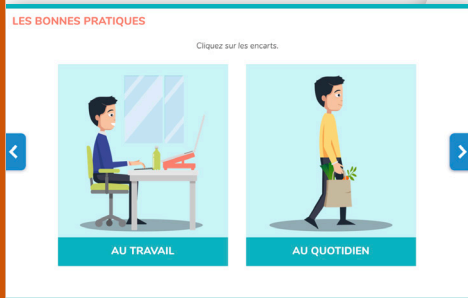 LES BONNES PRATIQUES
Cliquez sur les encarts.
AU TRAVAIL
AU QUOTIDIEN